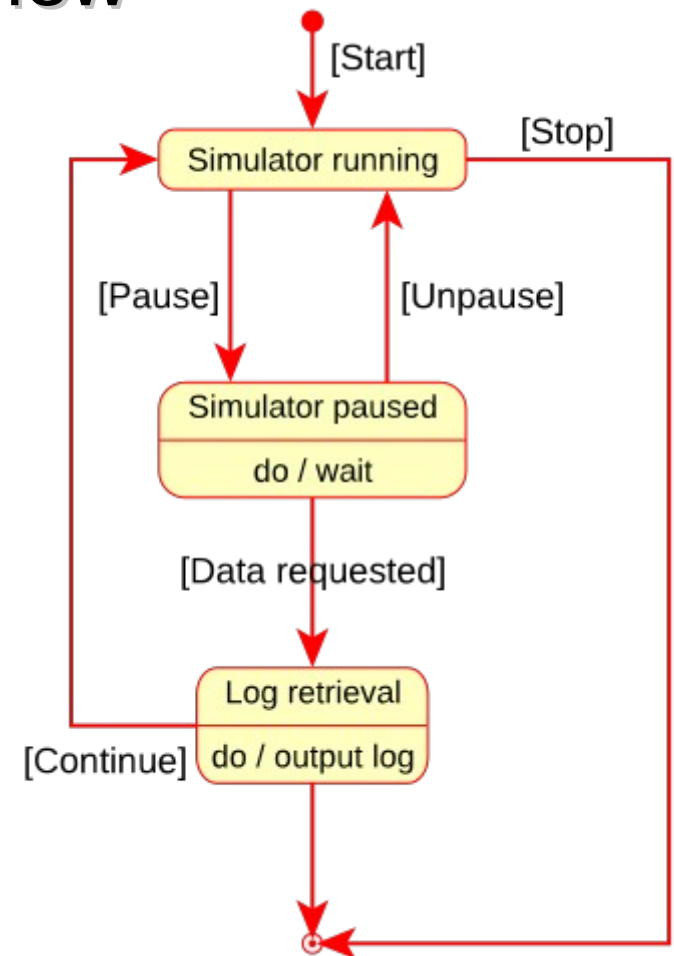 [Start]
[Stop]
Simulator running
[Pause]
[Unpause]
Simulator paused
do / wait
[Data requested]
Log retrieval
do / output log
[Continue]